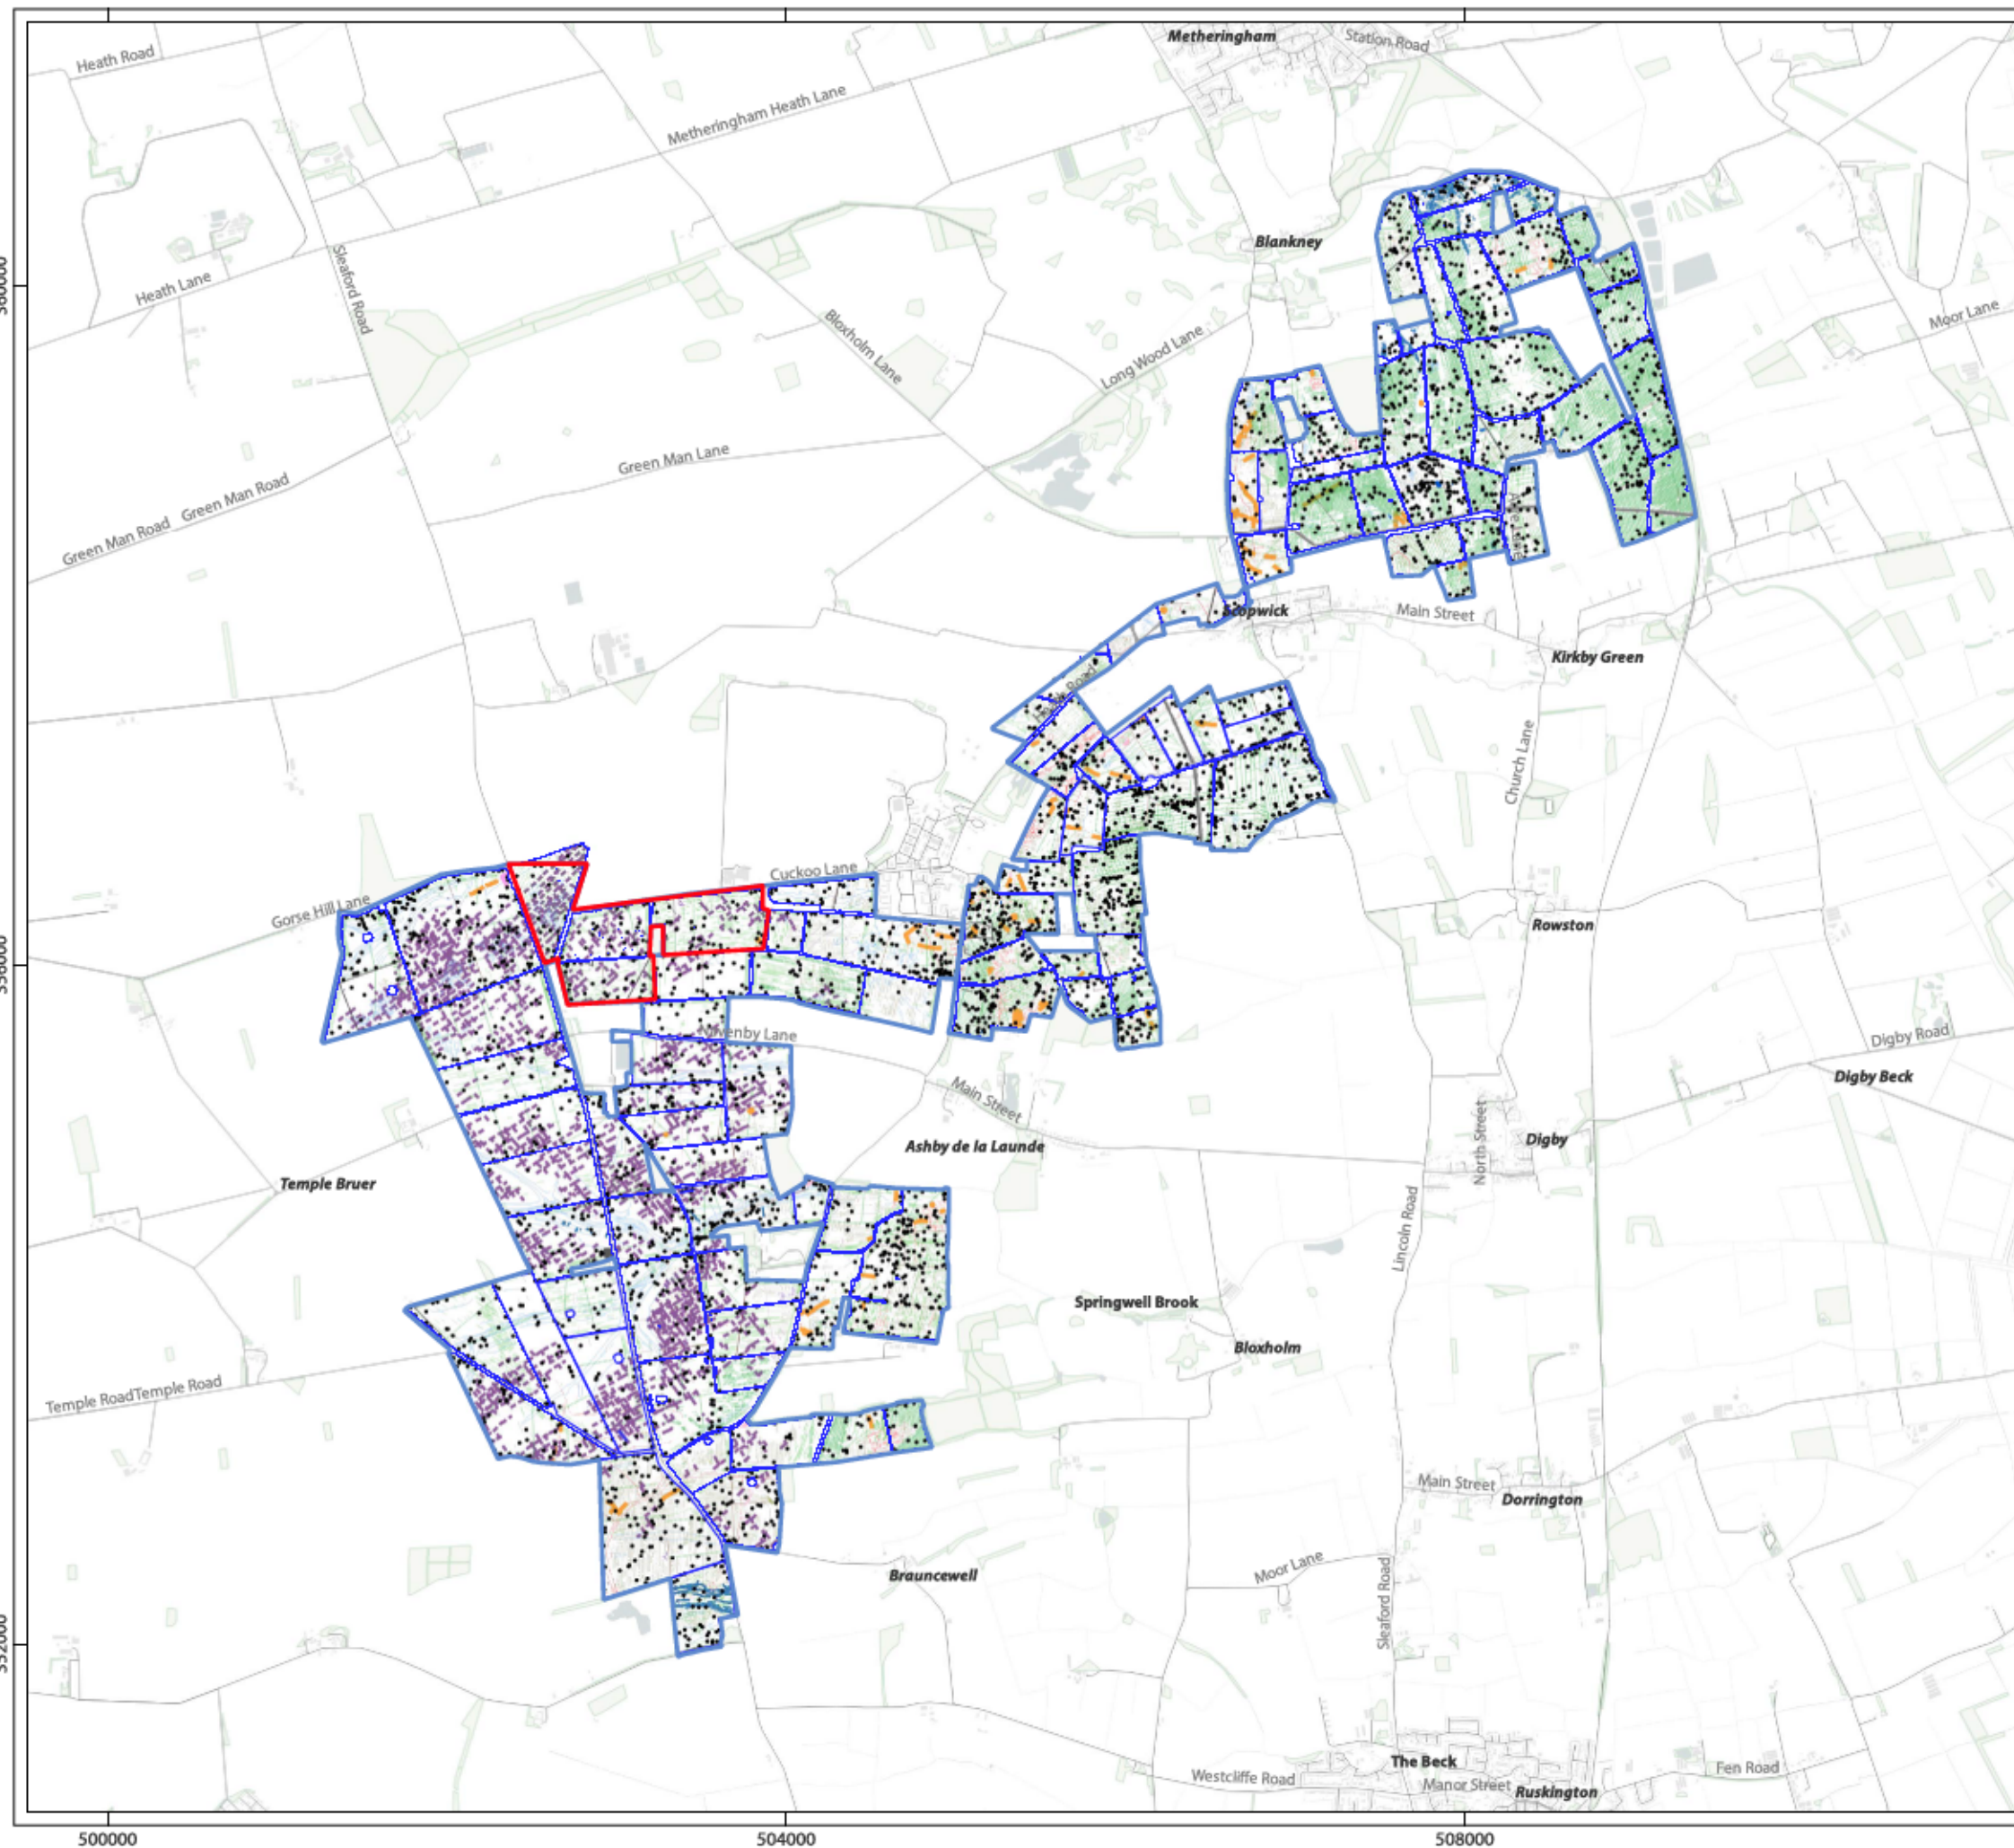 Metheringham
Station Road
Heath Road
Metheringham Heath Lane
Blankney
Sleaford Road
Heath Lane
Moor Lane
Bloxholm Lane
Long Wood Lane
Green Man Lane
Green Man Road
Green Man Road
Scopwick
Main Street
Kirkby Green
Church Lane
Cuckoo Lane
Gorse Hill Lane
Rowston
Navenby Lane
Digby Road
Main Street
Digby Beck
North Street
Digby
Ashby de la Launde
Temple Bruer
Lincoln Road
Springwell Brook
Bloxholm
Temple Road
Temple Road
Main Street
Dorrington
Moor Lane
Brauncewell
Sleaford Road
The Beck
Westcliffe Road
Manor Street
Fen Road
Ruskington
500000
504000
508000